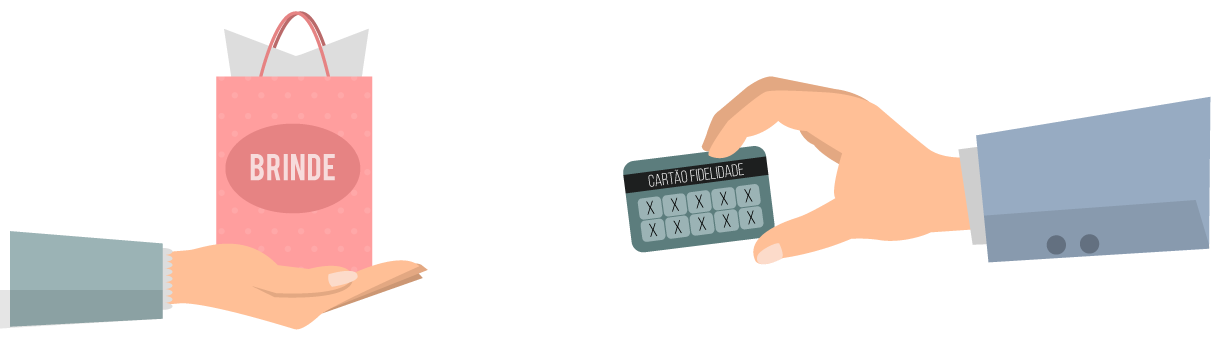 BRINDE
CARTÃO FIDELIDADE
X X X X X
X X X X X